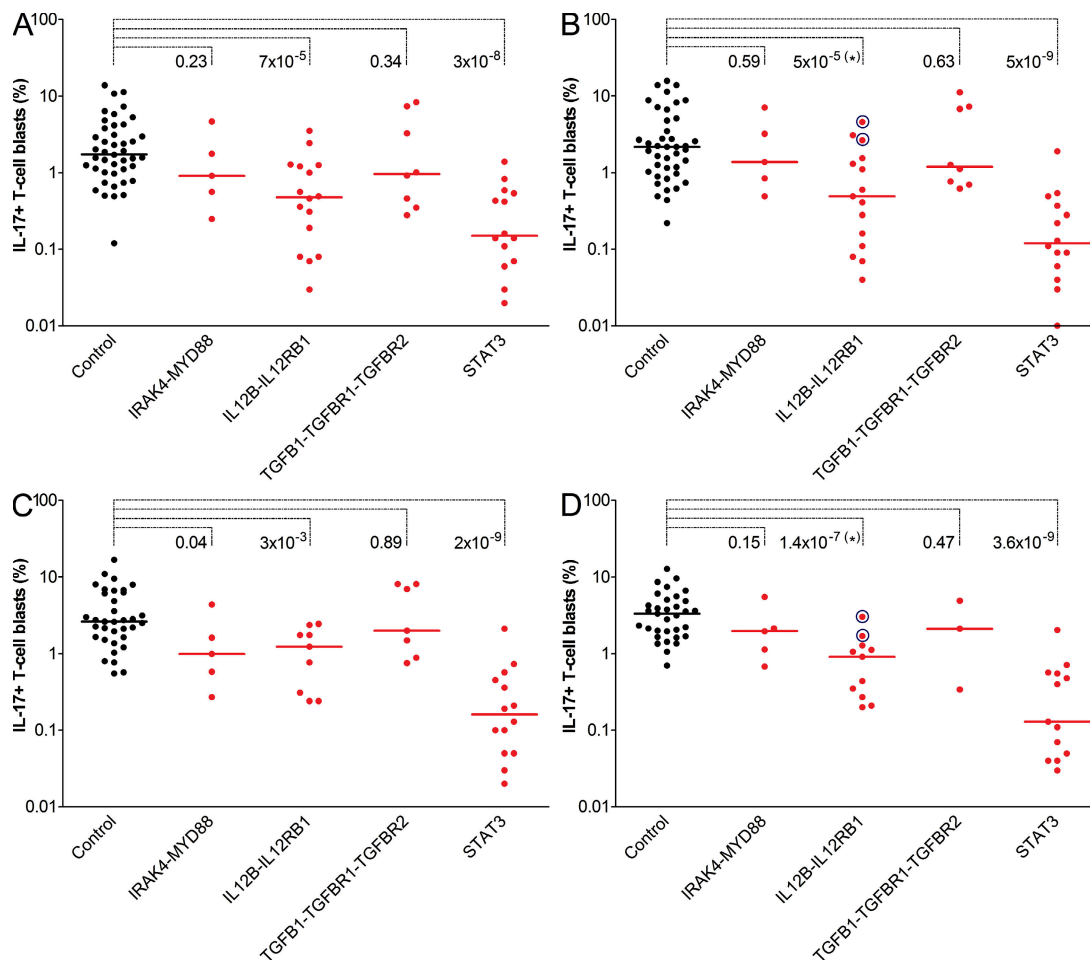 A
IL-17+ T-cell blasts (%)
100
10
1
0.1
0.01
0.23
7x10⁻⁵
0.34
3x10⁻⁸
Control
IRAK4-MYD88
IL12B-IL12RB1
TGFB1-TGFBR1-TGFBR2
STAT3
B
IL-17+ T-cell blasts (%)
100
10
1
0.1
0.01
0.59
5x10⁻⁵ (*)
0.63
5x10⁻⁹
Control
IRAK4-MYD88
IL12B-IL12RB1
TGFB1-TGFBR1-TGFBR2
STAT3
C
IL-17+ T-cell blasts (%)
100
10
1
0.1
0.01
0.04
3x10⁻³
0.89
2x10⁻⁹
Control
IRAK4-MYD88
IL12B-IL12RB1
TGFB1-TGFBR1-TGFBR2
STAT3
D
IL-17+ T-cell blasts (%)
100
10
1
0.1
0.01
0.15
1.4x10⁻⁷ (*)
0.47
3.6x10⁻⁹
Control
IRAK4-MYD88
IL12B-IL12RB1
TGFB1-TGFBR1-TGFBR2
STAT3